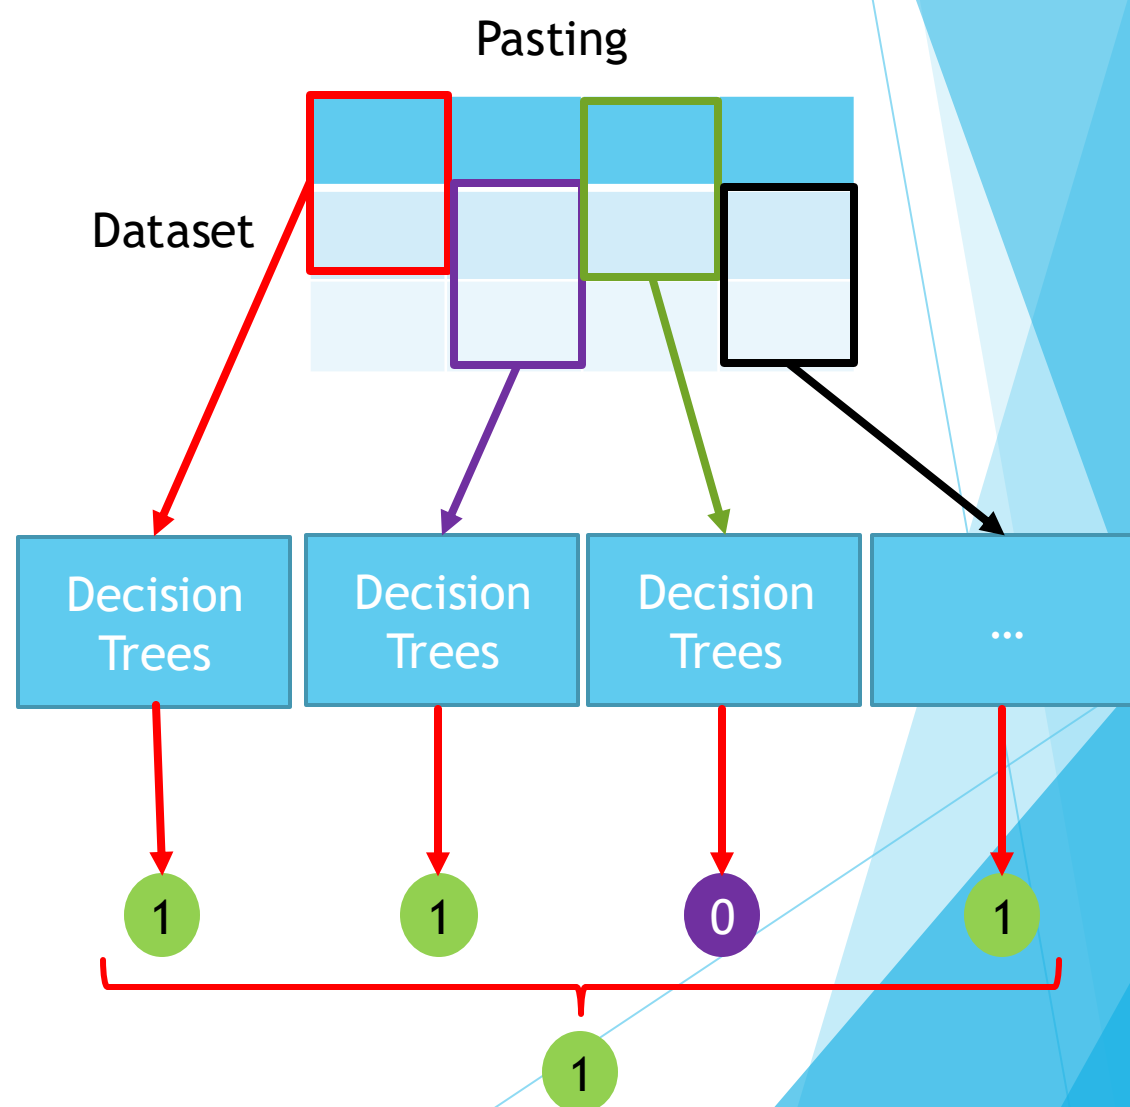 Pasting
Dataset
Decision
Trees
Decision
Trees
Decision
Trees
...
1
1
0
1
1